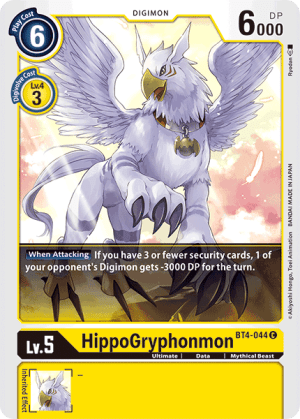 DIGIMON
Play Cost
6
DP
6000
Digivolve Cost
Lv.4
3
Ryodan
©Akiyoshi Hongo, Toei Animation BANDAI MADE IN JAPAN
When Attacking If you have 3 or fewer security cards, 1 of
your opponent's Digimon gets -3000 DP for the turn.
Lv.5
HippoGryphonmon
BT4-044 C
Ultimate | Data | Mythical Beast
Inherited Effect
-